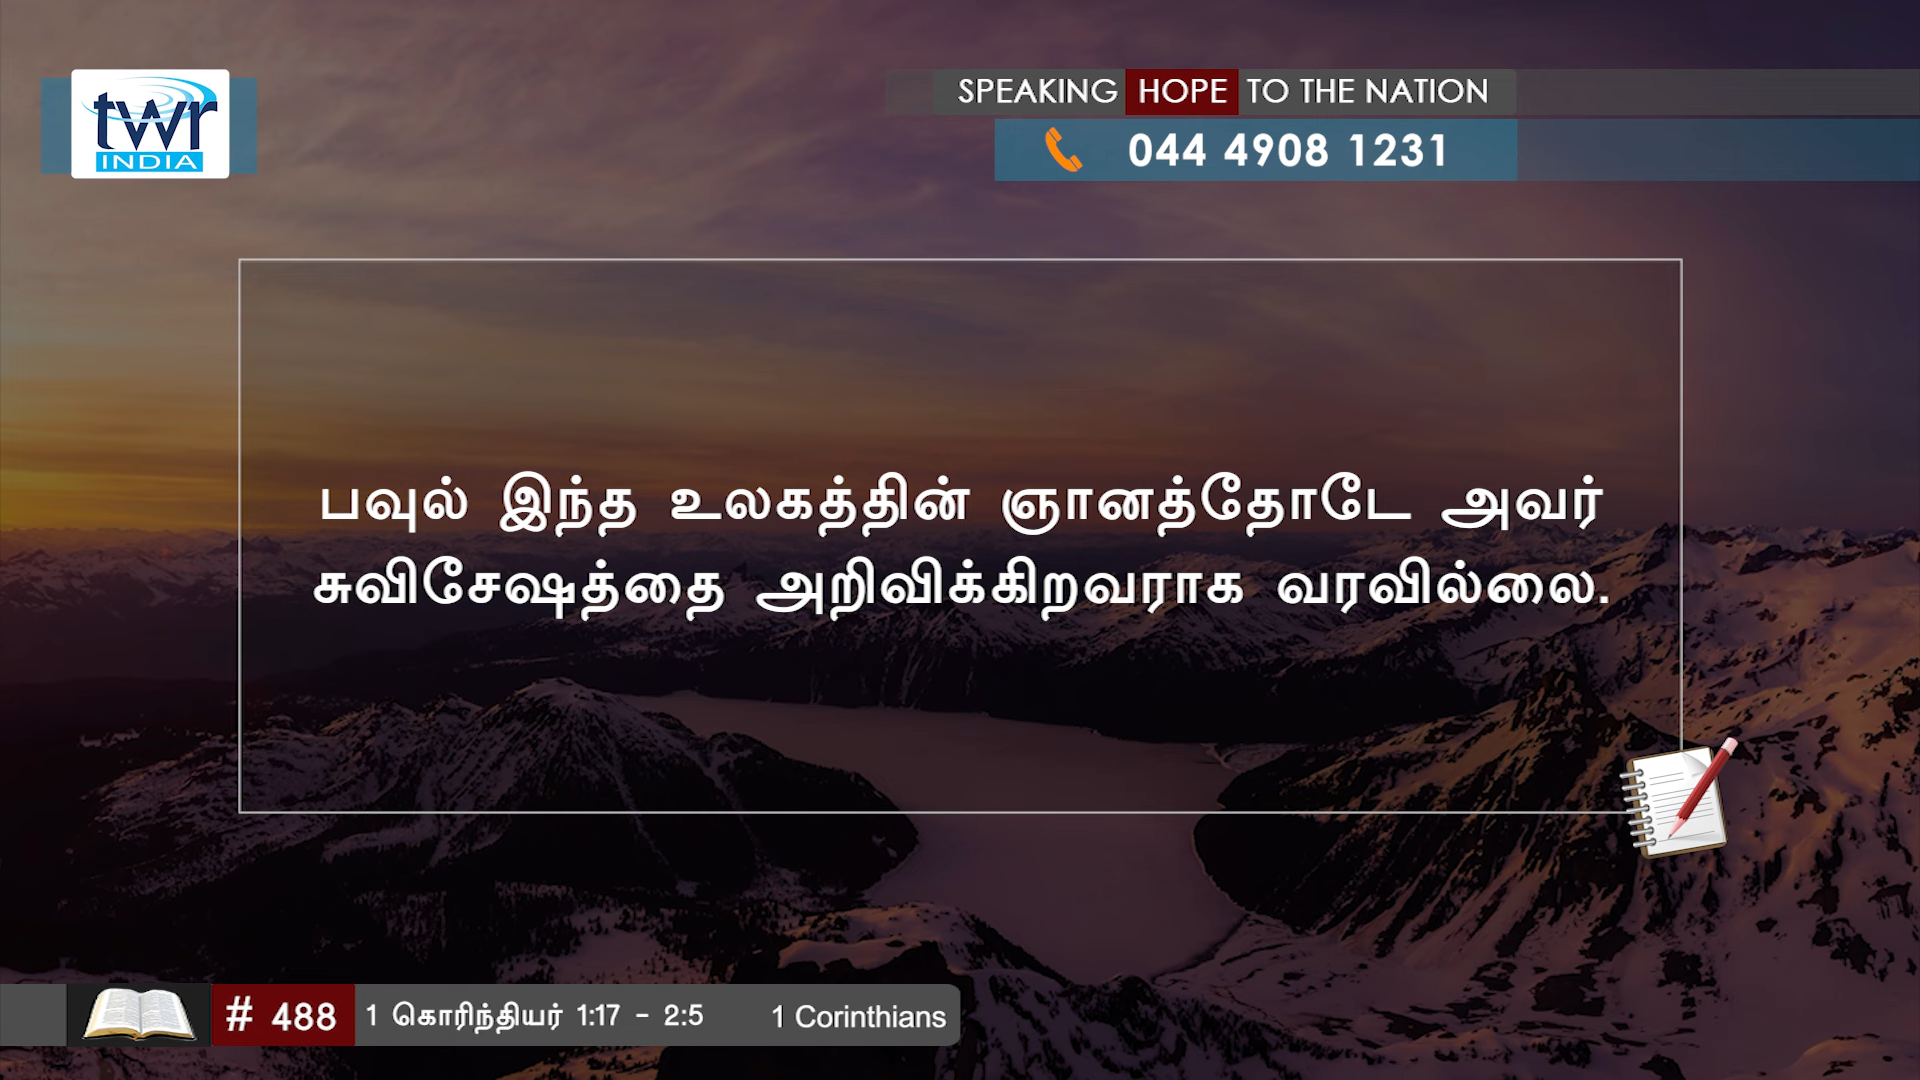 twr
INDIA
SPEAKING HOPE TO THE NATION
044 4908 1231
பவுல் இந்த உலகத்தின் ஞானத்தோடே அவர்
சுவிசேஷத்தை அறிவிக்கிறவராக வரவில்லை.
# 488 1 கொரிந்தியர் 1:17 - 2:5 1 Corinthians